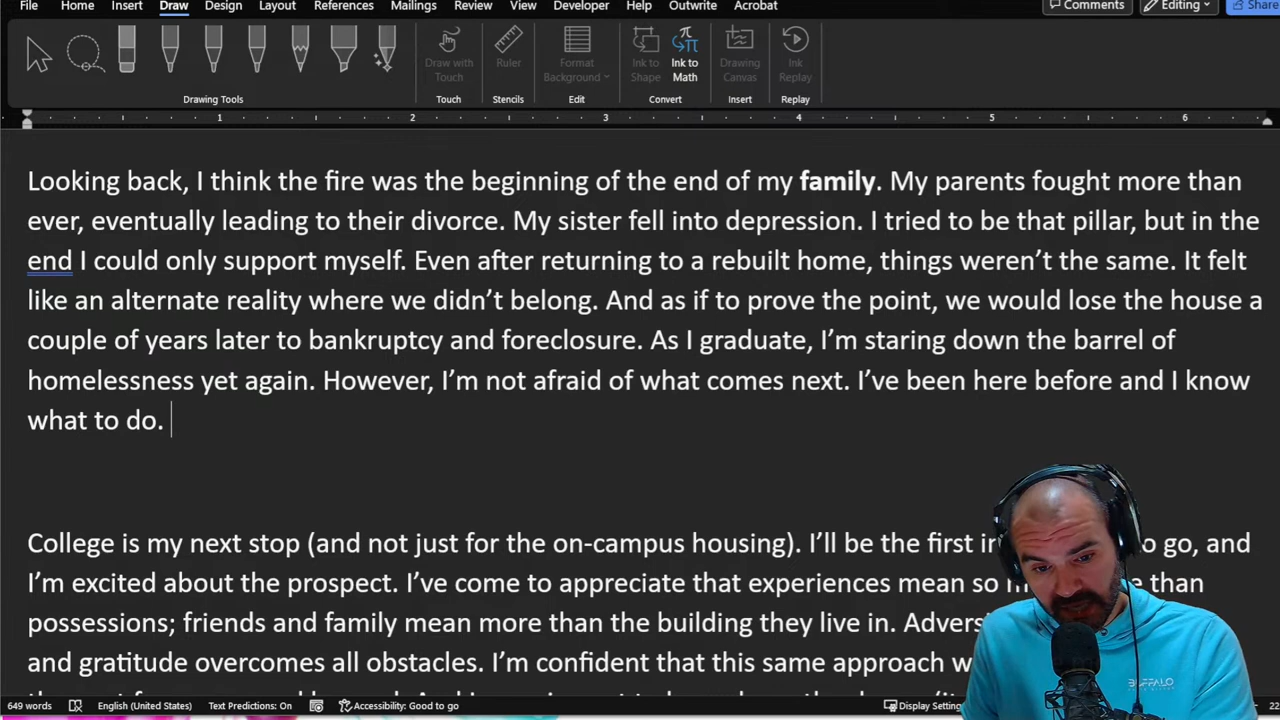 File Home Insert Draw Design Layout References Mailings Review View Developer Help Outwrite Acrobat Comments Editing Share
Draw with Touch
Ruler
Format Background
Ink to Shape
Ink to Math
Drawing Canvas
Ink Replay
Drawing Tools Touch Stencils Edit Convert Insert Replay
1 2 3 4 5 6
Looking back, I think the fire was the beginning of the end of my family. My parents fought more than
ever, eventually leading to their divorce. My sister fell into depression. I tried to be that pillar, but in the
end I could only support myself. Even after returning to a rebuilt home, things weren’t the same. It felt
like an alternate reality where we didn’t belong. And as if to prove the point, we would lose the house a
couple of years later to bankruptcy and foreclosure. As I graduate, I’m staring down the barrel of
homelessness yet again. However, I’m not afraid of what comes next. I’ve been here before and I know
what to do.
College is my next stop (and not just for the on-campus housing). I’ll be the first in go, and
I’m excited about the prospect. I’ve come to appreciate that experiences mean so than
possessions; friends and family mean more than the building they live in.
and gratitude overcomes all obstacles. I’m confident that this same approach
BUFFALO
649 words English (United States) Text Predictions: On Accessibility: Good to go Display Settin